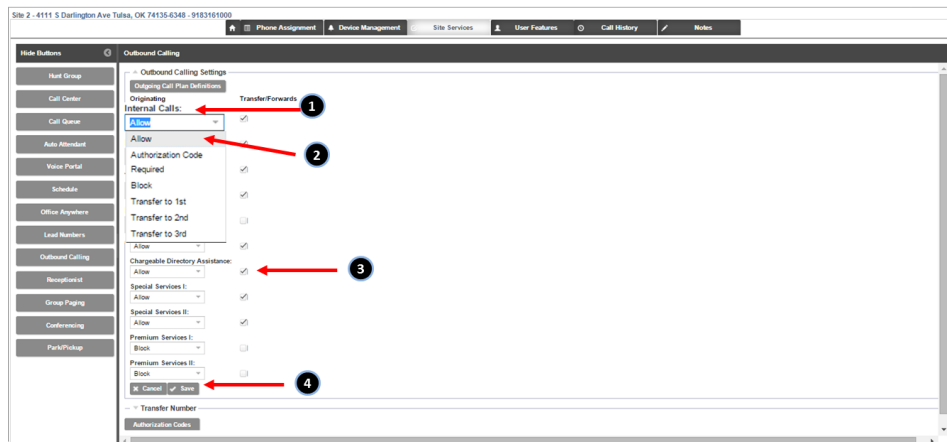 Site 2 - 4111 S Darlington Ave Tulsa, OK 74135-6348 - 9183161000
Phone Assignment Device Management Site Services User Features Call History Notes
Hide Buttons
Outbound Calling
Hunt Group
Call Center
Call Queue
Auto Attendant
Voice Portal
Schedule
Office Anywhere
Lead Numbers
Outbound Calling
Receptionist
Group Paging
Conferencing
Park/Pickup
Outbound Calling Settings
Outgoing Call Plan Definitions
Originating Transfer/Forwards
Internal Calls:
1
Allow
Allow
2
Authorization Code
Required
Block
Transfer to 1st
Transfer to 2nd
Transfer to 3rd
Allow
Chargeable Directory Assistance:
Allow
3
Special Services I:
Allow
Special Services II:
Allow
Premium Services I:
Block
Premium Services II:
Block
Cancel Save
4
Transfer Number
Authorization Codes